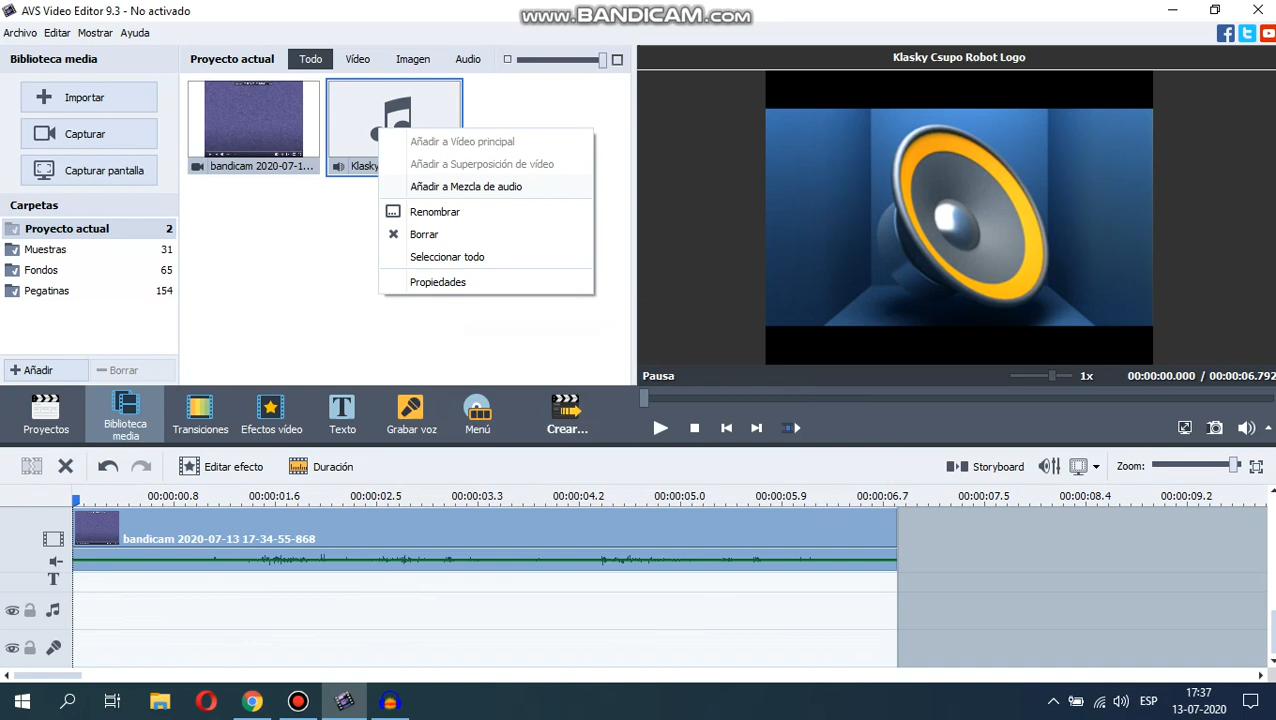 AVS Video Editor 9.3 - No activado
www.BANDICAM.com
Archivo Editar Mostrar Ayuda
Biblioteca media
Proyecto actual Todo Vídeo Imagen Audio
Klasky Csupo Robot Logo
Importar
Capturar
Capturar pantalla
bandicam 2020-07-1...
Klasky
Añadir a Vídeo principal
Añadir a Superposición de vídeo
Añadir a Mezcla de audio
Renombrar
Borrar
Seleccionar todo
Propiedades
Carpetas
Proyecto actual 2
Muestras 31
Fondos 65
Pegatinas 154
Añadir Borrar
Pausa 1x 00:00:00.000 / 00:00:06.792
Proyectos
Biblioteca media
Transiciones
Efectos vídeo
Texto
Grabar voz
Menú
Crear...
Editar efecto Duración Storyboard Zoom:
00:00:00.8 00:00:01.6 00:00:02.5 00:00:03.3 00:00:04.2 00:00:05.0 00:00:05.9 00:00:06.7 00:00:07.5 00:00:08.4 00:00:09.2
bandicam 2020-07-13 17-34-55-868
T
ESP
17:37
13-07-2020